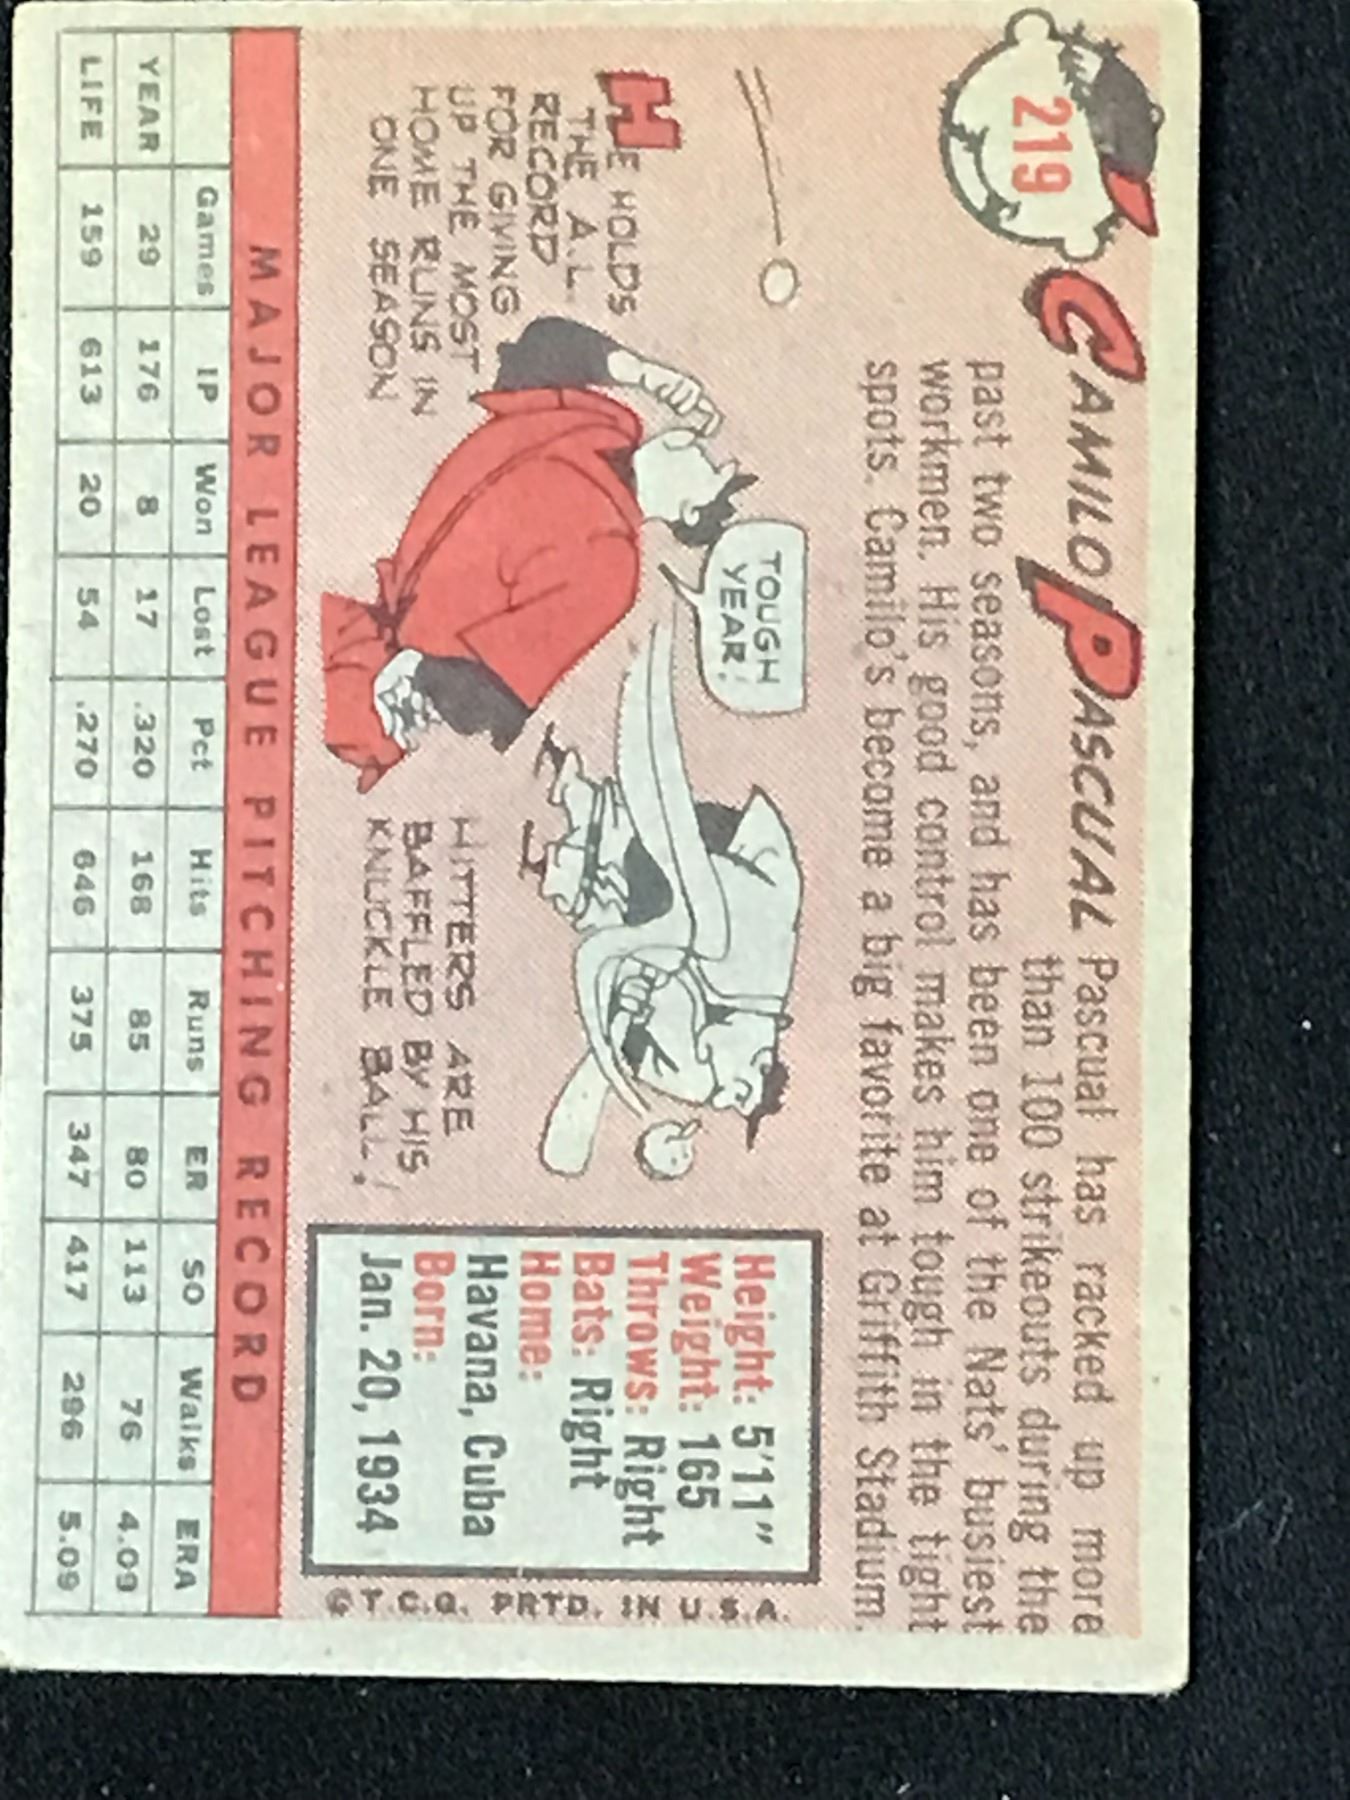 219
CAMILO PASCUAL Pascual has racked up more
than 100 strikeouts during the
past two seasons, and has been one of the Nats' busiest
workmen. His good control makes him tough in the tight
spots. Camilo's become a big favorite at Griffith Stadium.
HE HOLDS
THE A.L.
RECORD
FOR GIVING
UP THE MOST
HOME RUNS IN
ONE SEASON
TOUGH
YEAR!
HITTERS ARE
BAFFLED BY HIS
KNUCKLE BALL!
Height: 5'11"
Weight: 165
Throws: Right
Bats: Right
Home:
Havana, Cuba
Born:
Jan. 20, 1934
© T.C.G. PRTD. IN U.S.A.
MAJOR LEAGUE PITCHING RECORD
Games IP Won Lost Pct Hits Runs ER SO Walks ERA
YEAR 29 176 8 17 .320 168 85 80 113 76 4.09
LIFE 159 613 20 54 .270 646 375 347 417 286 5.09